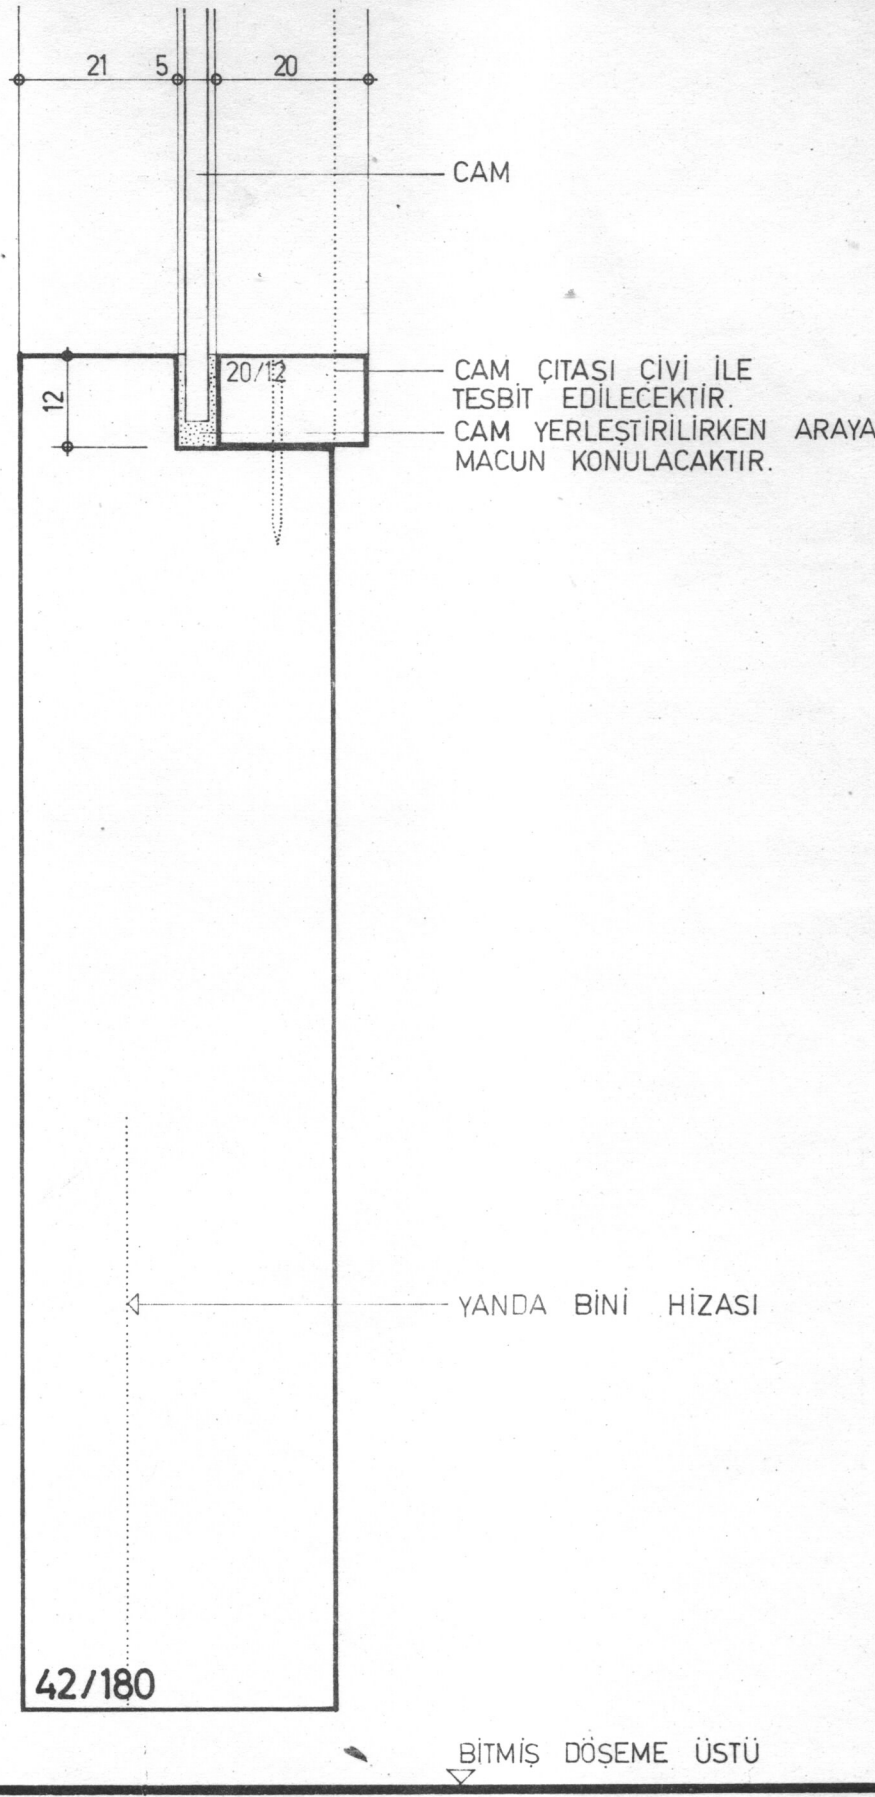 21 5 20
CAM
20/12
12
CAM ÇITASI ÇİVİ İLE
TESBİT EDİLECEKTİR.
CAM YERLEŞTİRİLİRKEN ARAYA
MACUN KONULACAKTIR.
YANDA BİNİ HİZASI
42/180
BİTMİŞ DÖŞEME ÜSTÜ